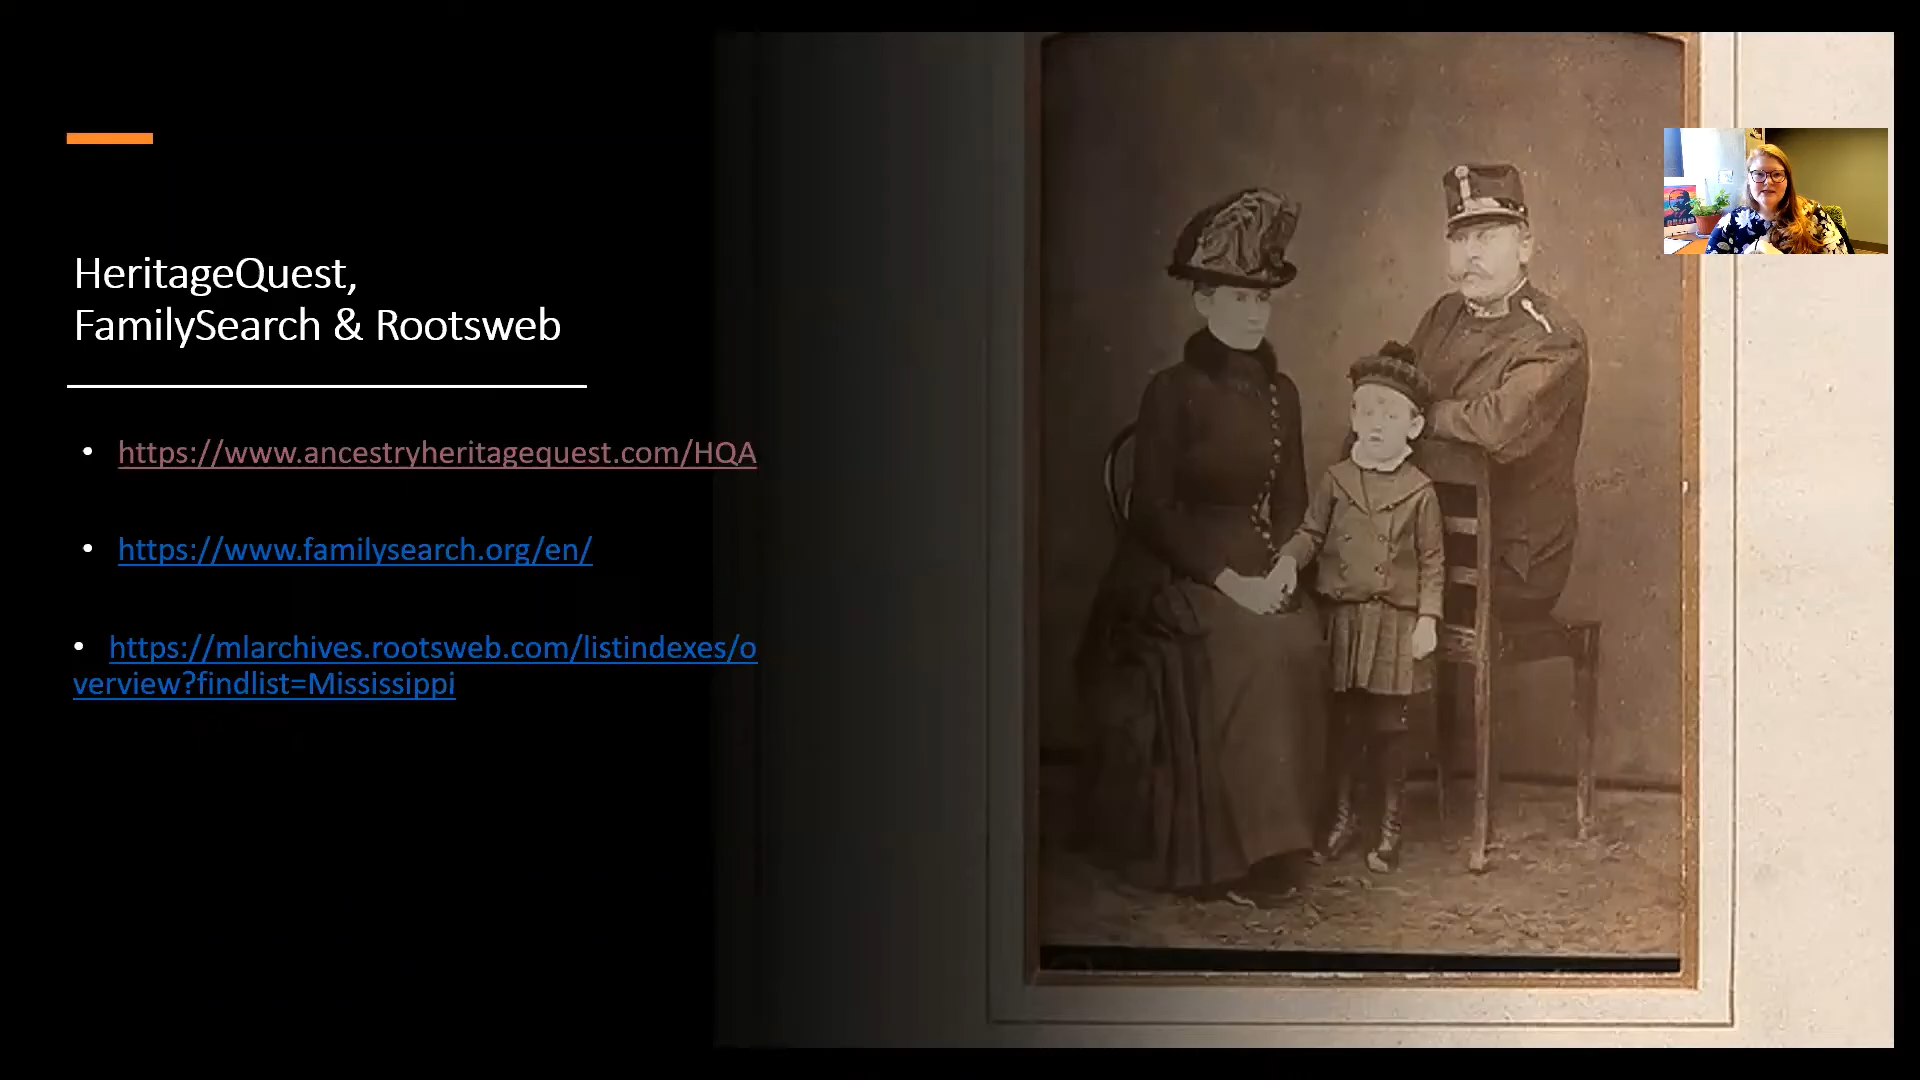 HeritageQuest,
FamilySearch & Rootsweb
• https://www.ancestryheritagequest.com/HQA
• https://www.familysearch.org/en/
• https://mlarchives.rootsweb.com/listindexes/o
verview?findlist=Mississippi